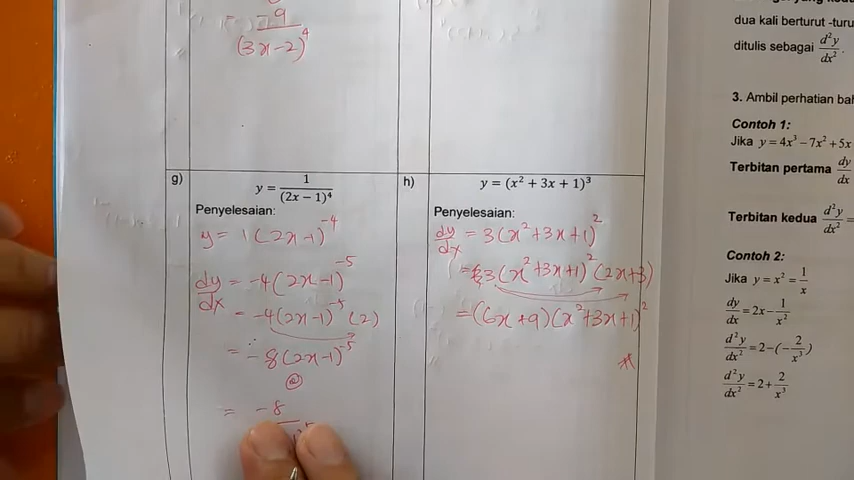 9
(3x-2)^4
g)
y = 1/(2x - 1)^4
Penyelesaian:
y = 1(2x-1)^-4
dy/dx = -4(2x-1)^-5
= -4(2x-1)^-5 (2)
= -8(2x-1)^-5
@
= -8
h)
y = (x² + 3x + 1)³
Penyelesaian:
dy/dx = 3(x²+3x+1)²
= 3(x²+3x+1)²(2x+3)
= (6x+9)(x²+3x+1)²
dua kali berturut -turu
ditulis sebagai d²y/dx².
3. Ambil perhatian bah
Contoh 1:
Jika y = 4x³ - 7x² + 5x
Terbitan pertama dy/dx
Terbitan kedua d²y/dx² =
Contoh 2:
Jika y = x² = 1/x
dy/dx = 2x - 1/x²
d²y/dx² = 2 - (- 2/x³)
d²y/dx² = 2 + 2/x³